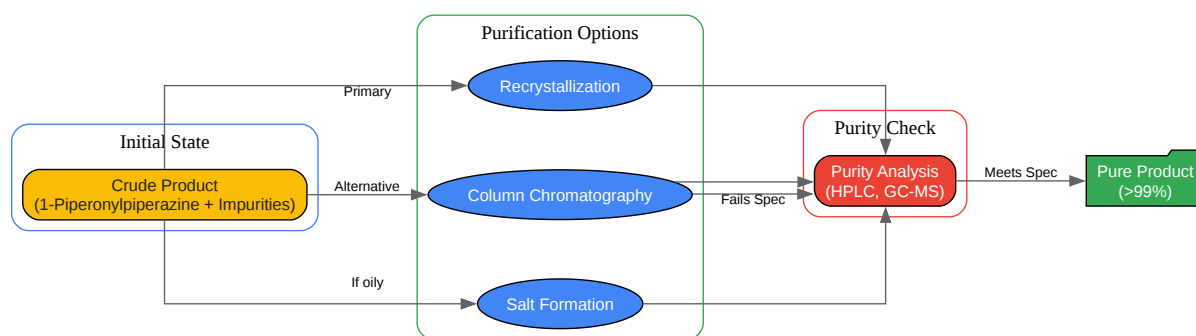 Purification Options
Recrystallization
Primary
Initial State
Purity Check
Crude Product
(1-Piperonylpiperazine + Impurities)
Alternative
Column Chromatography
Fails Spec
Purity Analysis
(HPLC, GC-MS)
Meets Spec
Pure Product
(>99%)
If oily
Salt Formation